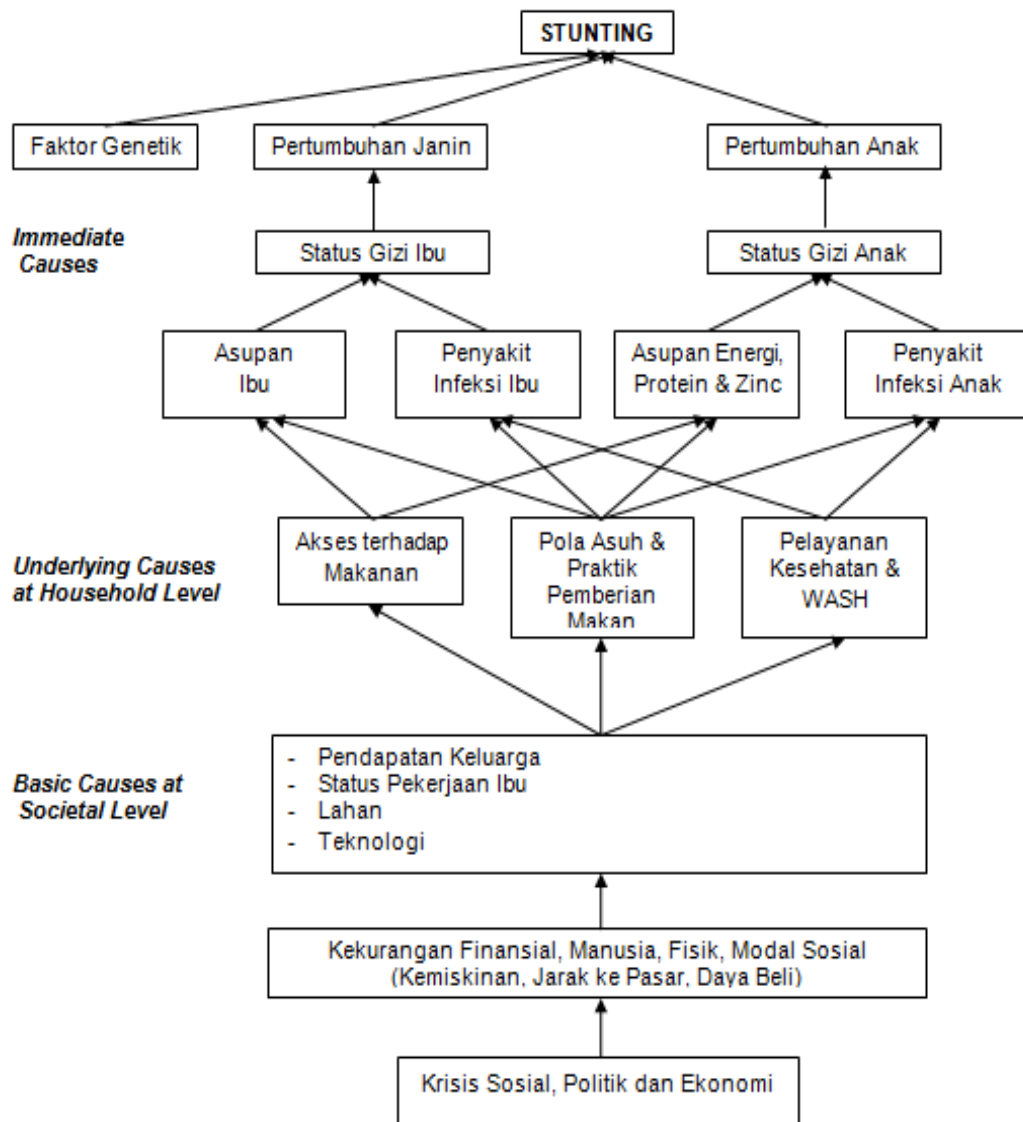 STUNTING
Faktor Genetik
Pertumbuhan Janin
Pertumbuhan Anak
Immediate
Causes
Status Gizi Ibu
Status Gizi Anak
Asupan
Ibu
Penyakit
Infeksi Ibu
Asupan Energi,
Protein & Zinc
Penyakit
Infeksi Anak
Underlying Causes
at Household Level
Akses terhadap
Makanan
Pola Asuh &
Praktik
Pemberian
Makan
Pelayanan
Kesehatan &
WASH
Basic Causes at
Societal Level
- Pendapatan Keluarga
- Status Pekerjaan Ibu
- Lahan
- Teknologi
Kekurangan Finansial, Manusia, Fisik, Modal Sosial
(Kemiskinan, Jarak ke Pasar, Daya Beli)
Krisis Sosial, Politik dan Ekonomi